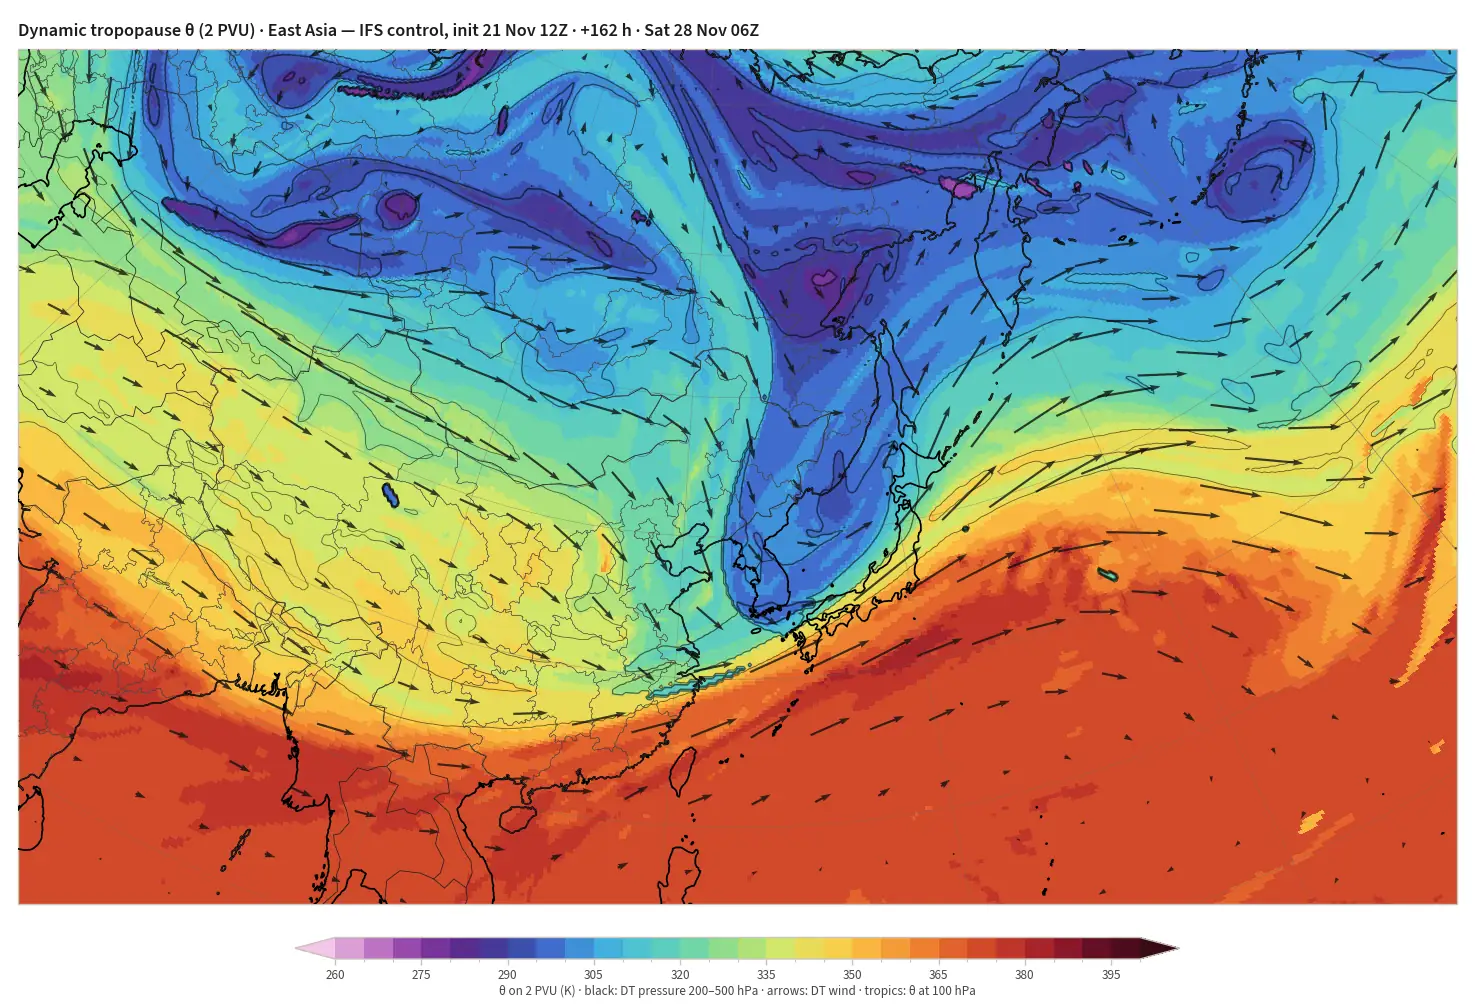 Dynamic tropopause θ (2 PVU) · East Asia — IFS control, init 21 Nov 12Z · +162 h · Sat 28 Nov 06Z
260 275 290 305 320 335 350 365 380 395
θ on 2 PVU (K) · black: DT pressure 200–500 hPa · arrows: DT wind · tropics: θ at 100 hPa